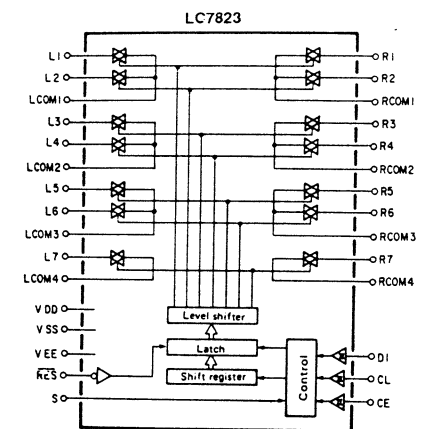 LC7823
L1 R1
L2 R2
LCOM1 RCOM1
L3 R3
L4 R4
LCOM2 RCOM2
L5 R5
L6 R6
LCOM3 RCOM3
L7 R7
LCOM4 RCOM4
VDD
Level shifter
VSS
VEE
Latch
Control
DI
RES
Shift register
CL
S
CE